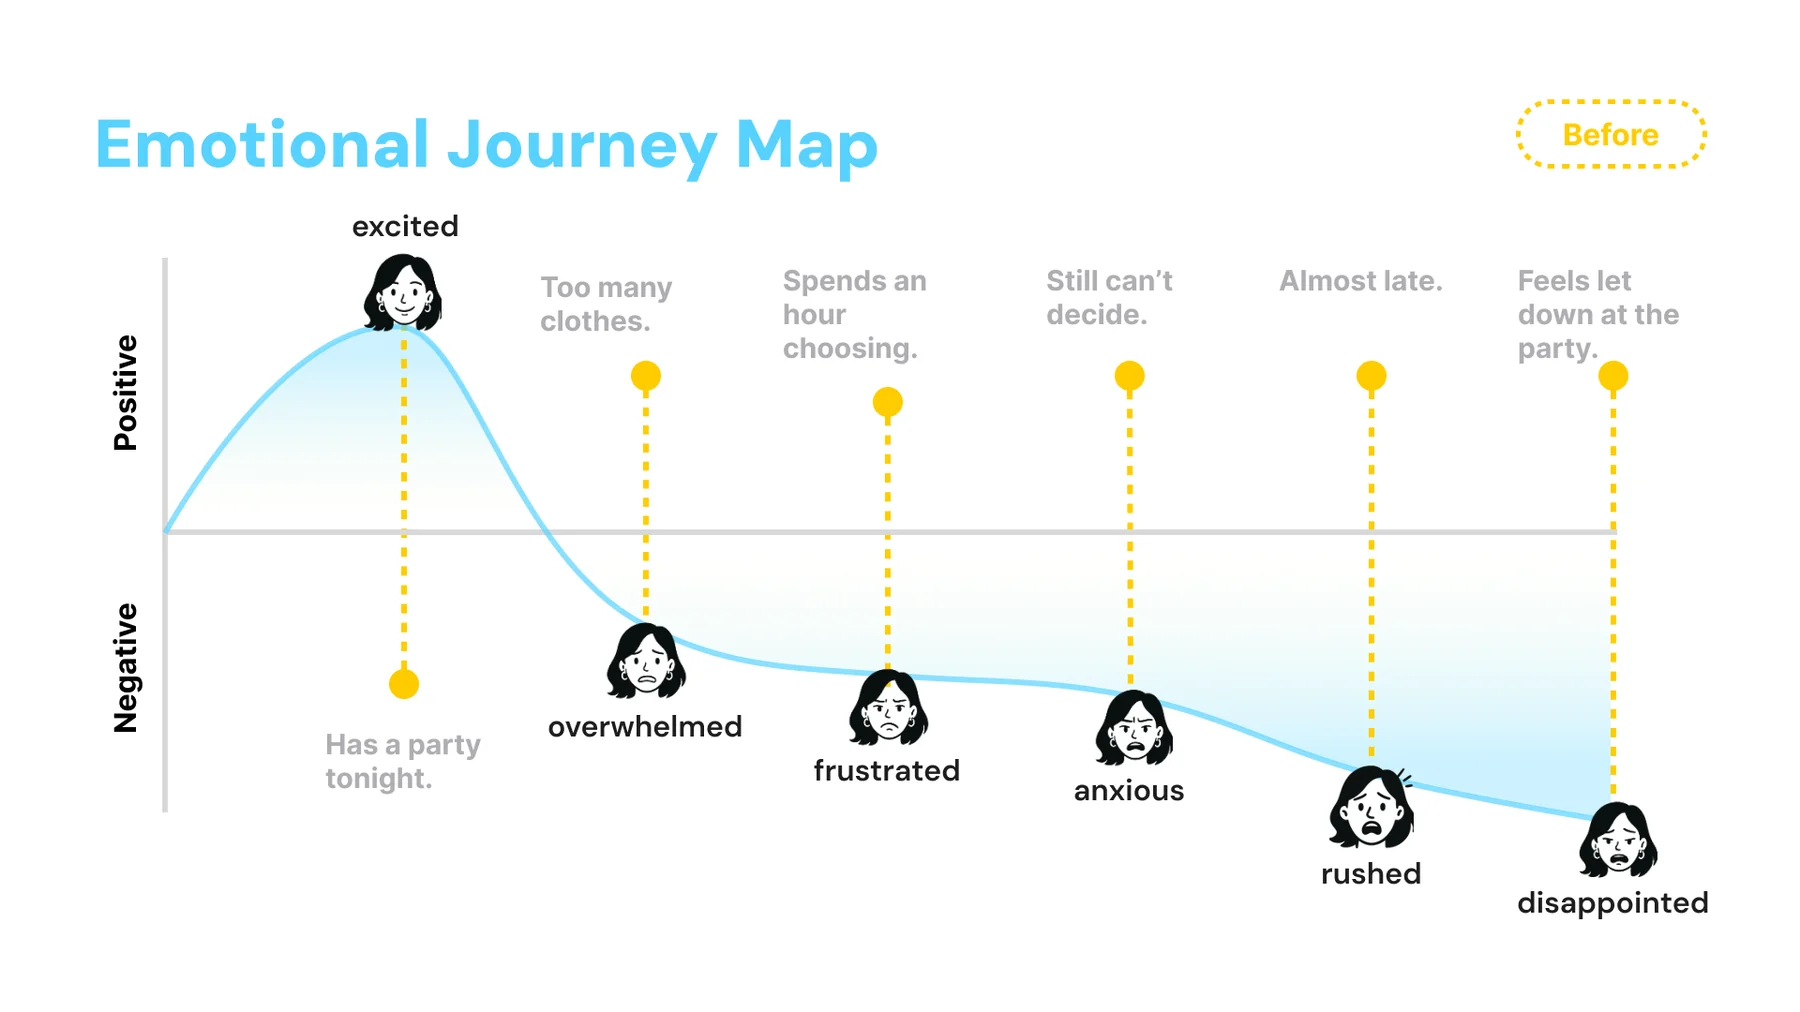 Emotional Journey Map
Before
excited
Too many
clothes.
Spends an
hour
choosing.
Still can’t
decide.
Almost late.
Feels let
down at the
party.
Positive
Negative
Has a party
tonight.
overwhelmed
frustrated
anxious
rushed
disappointed